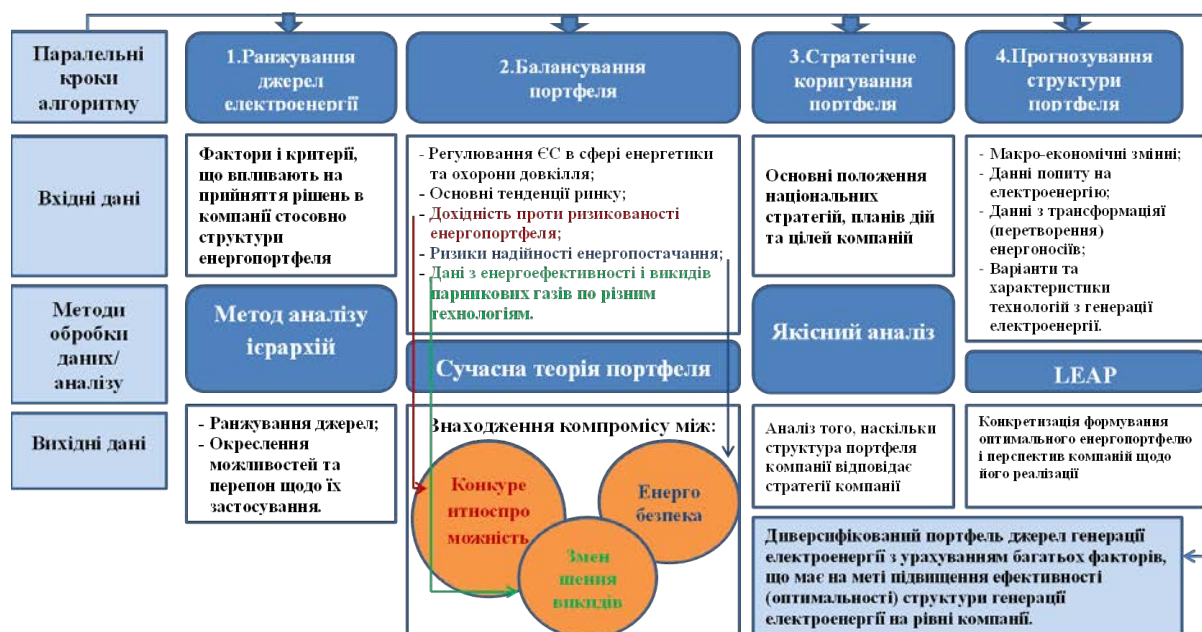 Паралельні
кроки
алгоритму
1.Ранжування
джерел
електроенергії
2.Балансування
портфеля
3.Стратегічне
коригування
портфеля
4.Прогнозування
структури
портфеля
Вхідні дані
Фактори і критерії,
що впливають на
прийняття рішень в
компанії стосовно
структури
енергопортфеля
- Регулювання ЄС в сфері енергетики
та охорони довкілля;
- Основні тенденції ринку;
- Дохідність проти ризикованості
енергопортфеля;
- Ризики надійності енергопостачання;
- Дані з енергоефективності і викидів
парникових газів по різним
технологіям.
Основні положення
національних
стратегій, планів дій
та цілей компаній
- Макро-економічні змінні;
- Данні попиту на
електроенергію;
- Данні з трансформаціяї
(перетворення)
енергоносіїв;
- Варіанти та
характеристики
технологій з генерації
електроенергії.
Методи
обробки
даних/
аналізу
Метод аналізу
ієрархій
Сучасна теорія портфеля
Якісний аналіз
LEAP
Вихідні дані
- Ранжування джерел;
- Окреслення
можливостей та
перепон щодо їх
застосування.
Знаходження компромісу між:
Конкуре
нтноспро
можність
Енерго
безпека
Змен
шення
викидів
Аналіз того, наскільки
структура портфеля
компанії відповідає
стратегії компанії
Конкретизація формування
оптимального енергопортфелю
і перспектив компаній щодо
його реалізації
Диверсифікований портфель джерел генерації
електроенергії з урахуванням багатьох факторів,
що має на меті підвищення ефективності
(оптимальності) структури генерації
електроенергії на рівні компанії.